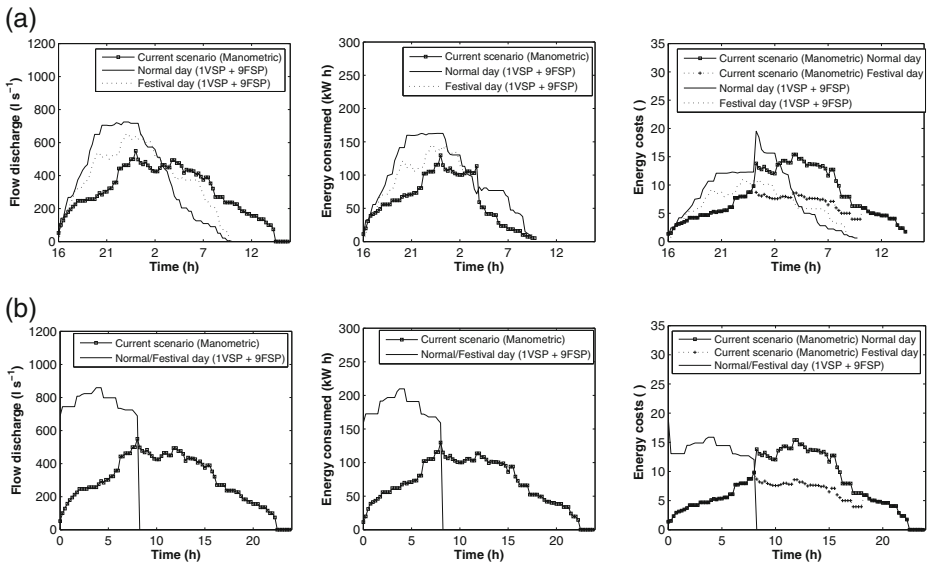 (a)
1200
1000
800
600
400
200
0
16
21
2
7
12
Flow discharge (l s⁻¹)
Time (h)
Current scenario (Manometric)
Normal day (1VSP + 9FSP)
Festival day (1VSP + 9FSP)
300
250
200
150
100
50
0
16
21
2
7
12
Energy consumed (kW h)
Time (h)
Current scenario (Manometric)
Normal day (1VSP + 9FSP)
Festival day (1VSP + 9FSP)
35
30
25
20
15
10
5
0
16
21
2
7
12
Energy costs ( )
Time (h)
Current scenario (Manometric) Normal day
Current scenario (Manometric) Festival day
Normal day (1VSP + 9FSP)
Festival day (1VSP + 9FSP)
(b)
1200
1000
800
600
400
200
0
0
5
10
15
20
Flow discharge (l s⁻¹)
Time (h)
Current scenario (Manometric)
Normal/Festival day (1VSP + 9FSP)
300
250
200
150
100
50
0
0
5
10
15
20
Energy consumed (kW h)
Time (h)
Current scenario (Manometric)
Normal/Festival day (1VSP + 9FSP)
35
30
25
20
15
10
5
0
0
5
10
15
20
Energy costs ( )
Time (h)
Current scenario (Manometric) Normal day
Current scenario (Manometric) Festival day
Normal/Festival day (1VSP + 9FSP)